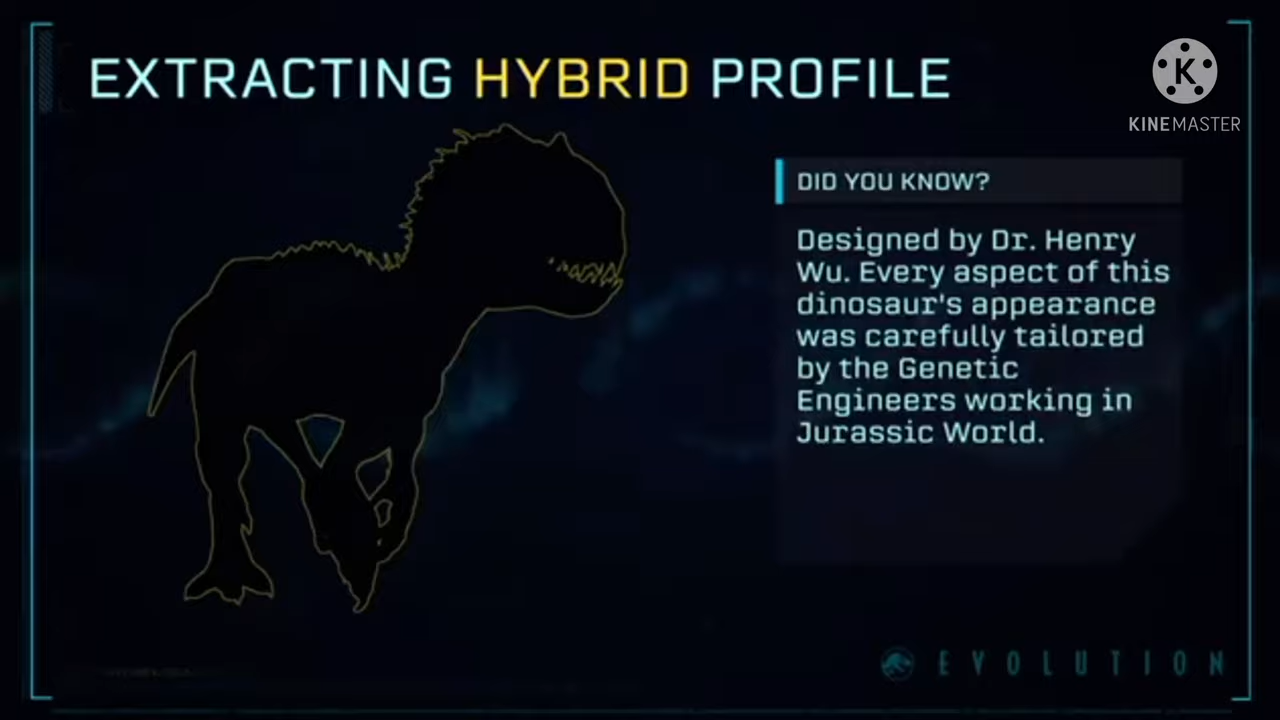 EXTRACTING HYBRID PROFILE
K
KINEMASTER
DID YOU KNOW?
Designed by Dr. Henry
Wu. Every aspect of this
dinosaur's appearance
was carefully tailored
by the Genetic
Engineers working in
Jurassic World.
EVOLUTION